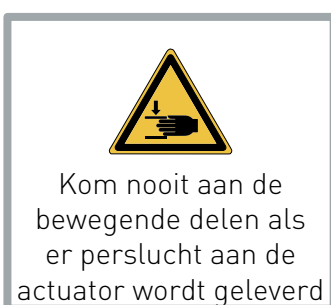 Kom nooit aan de
bewegende delen als
er perslucht aan de
actuator wordt geleverd